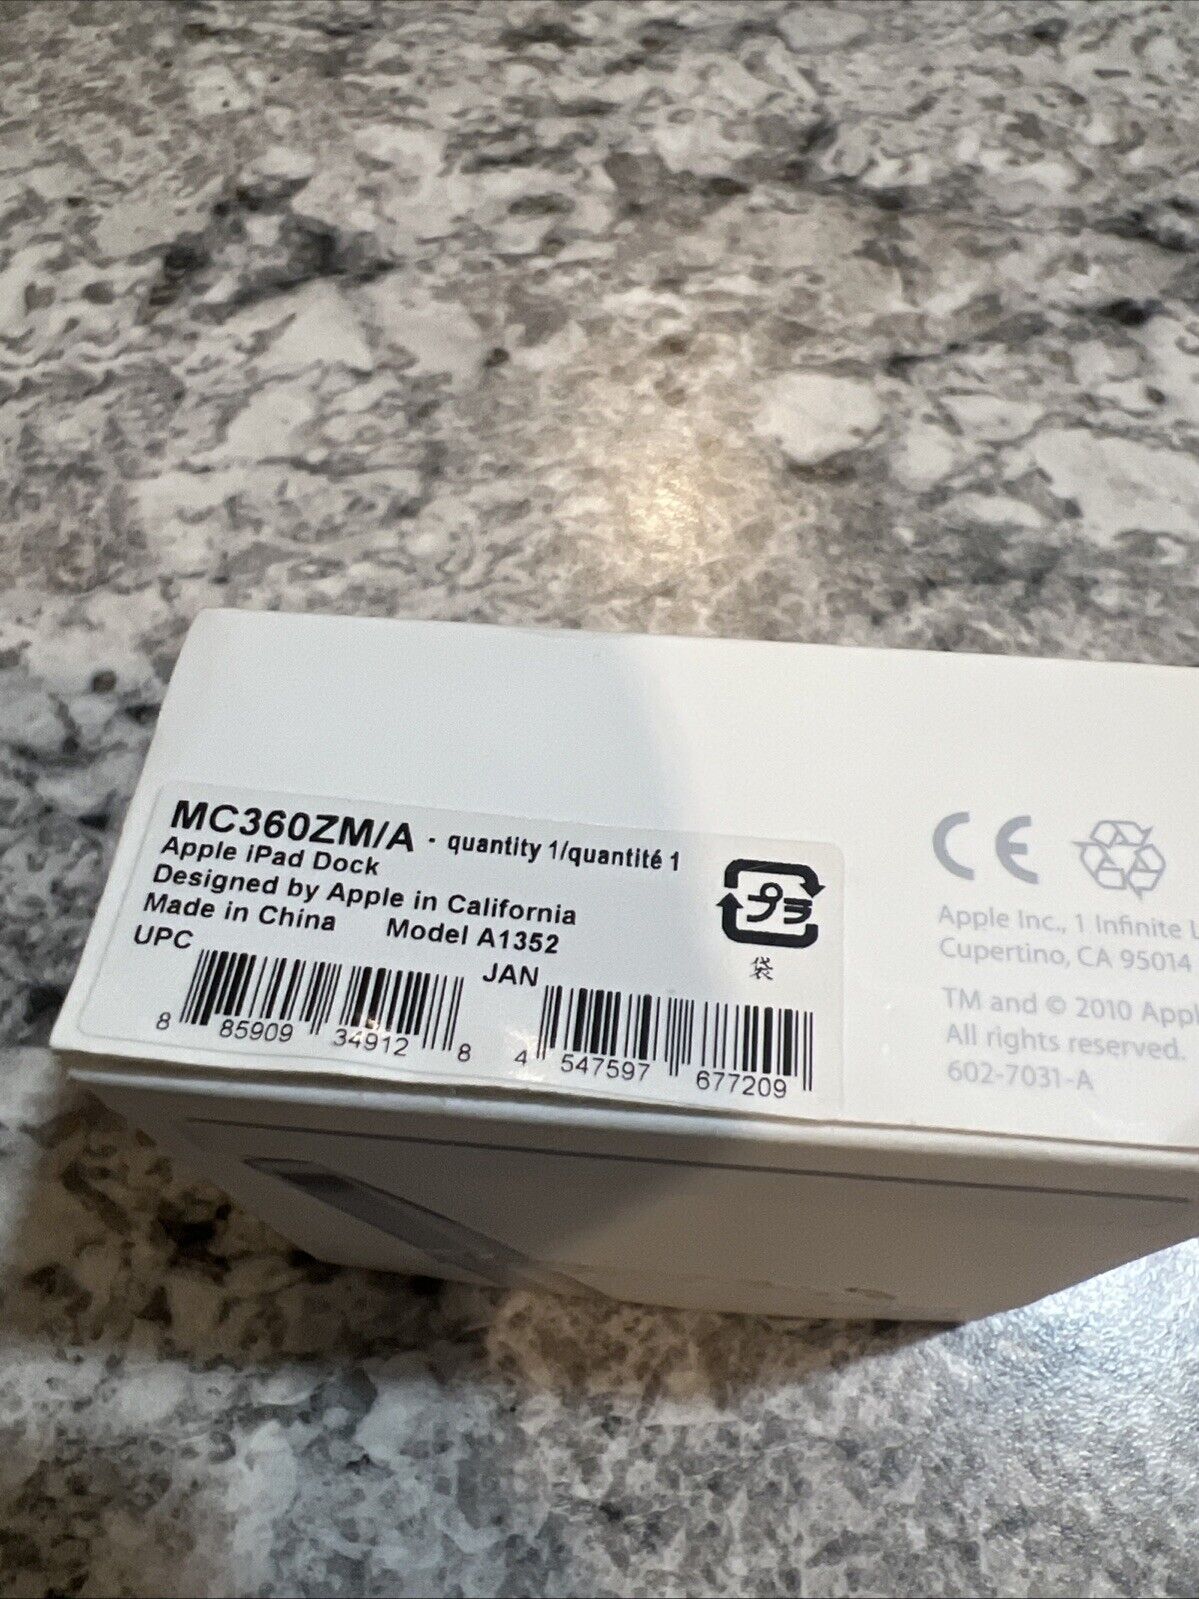 MC360ZM/A - quantity 1/quantité 1
Apple iPad Dock
Designed by Apple in California
Made in China Model A1352
UPC
8 85909 34912 8
JAN
4 547597 677209
プラ
袋
CE
Apple Inc., 1 Infinite
Cupertino, CA 95014
TM and © 2010
All rights reserved.
602-7031-A